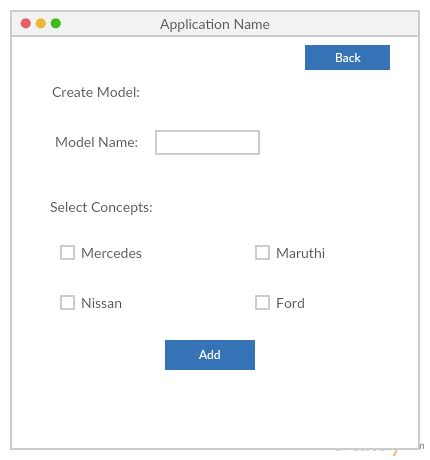 Application Name
Back
Create Model:
Model Name:
Select Concepts:
Mercedes Maruthi
Nissan Ford
Add